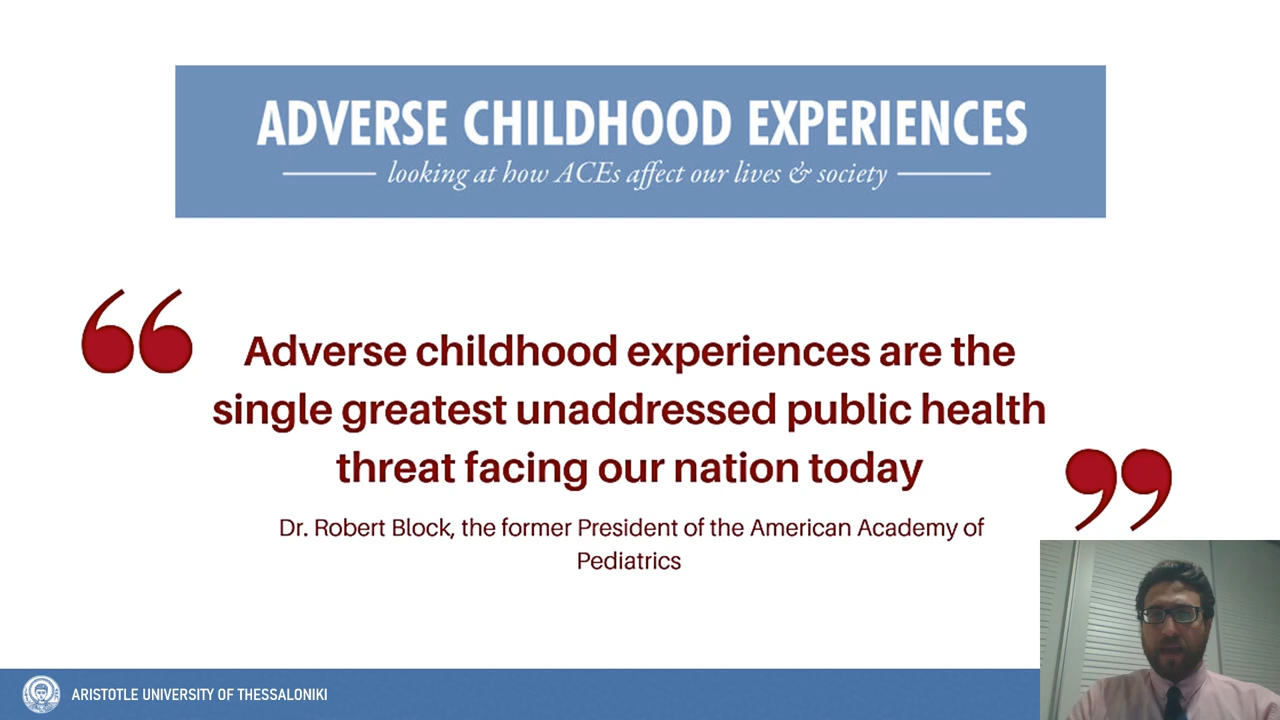 ADVERSE CHILDHOOD EXPERIENCES
looking at how ACEs affect our lives & society
Adverse childhood experiences are the
single greatest unaddressed public health
threat facing our nation today
Dr. Robert Block, the former President of the American Academy of
Pediatrics
ARISTOTLE UNIVERSITY OF THESSALONIKI